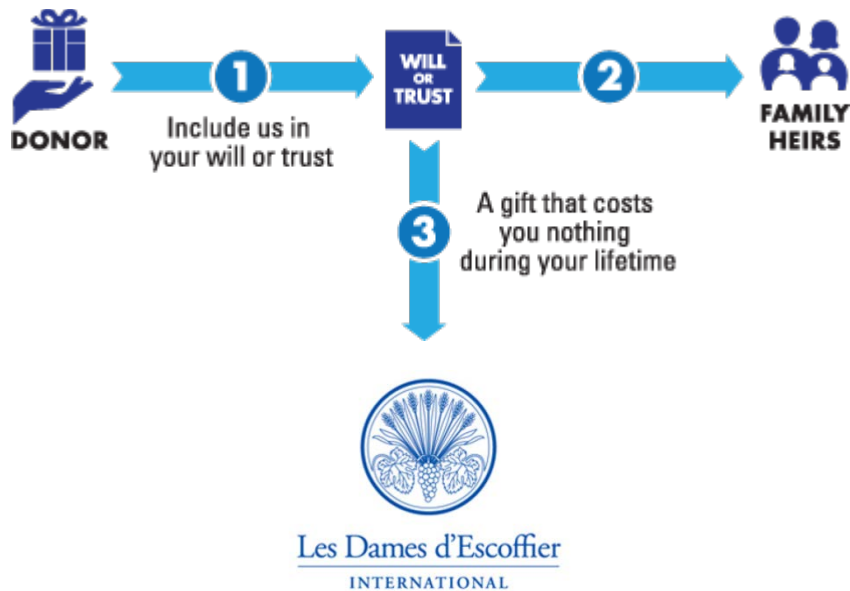 DONOR
1
Include us in
your will or trust
WILL
OR
TRUST
2
FAMILY
HEIRS
3
A gift that costs
you nothing
during your lifetime
Les Dames d'Escoffier
INTERNATIONAL